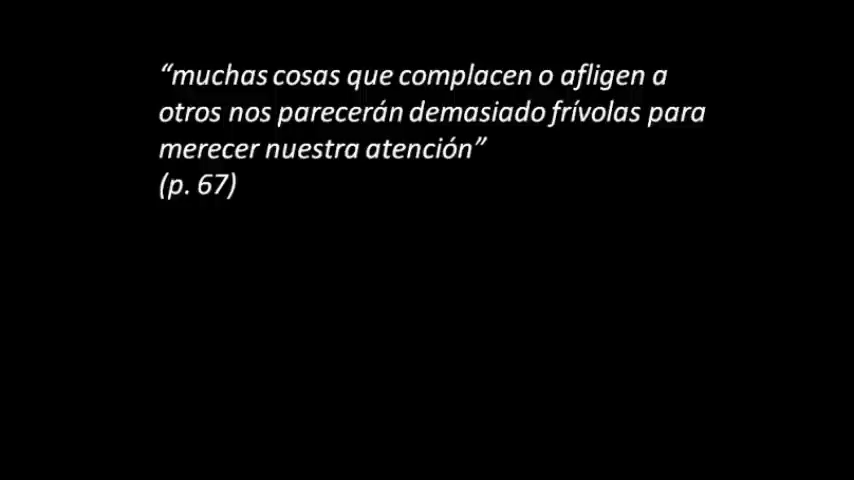 “muchas cosas que complacen o afligen a
otros nos parecerán demasiado frívolas para
merecer nuestra atención”
(p. 67)